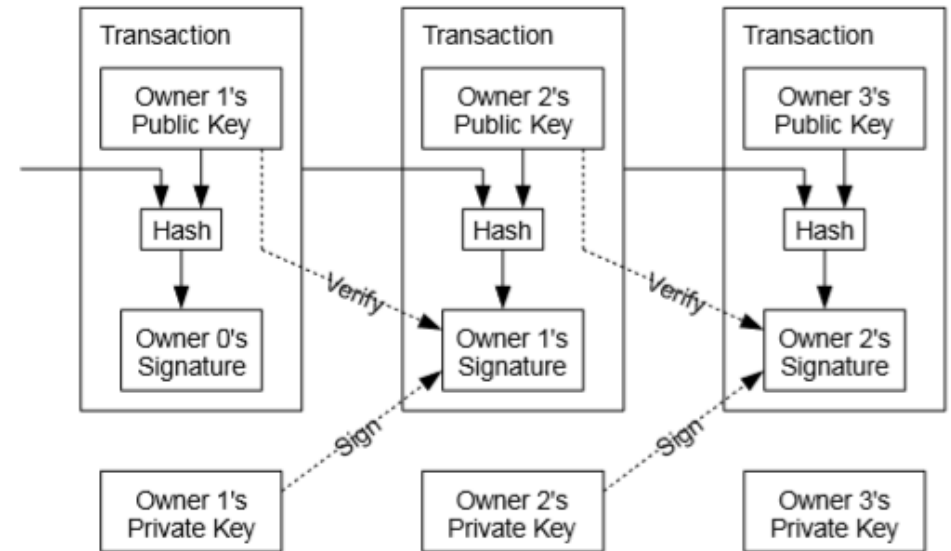 Transaction
Transaction
Transaction
Owner 1's
Public Key
Owner 2's
Public Key
Owner 3's
Public Key
Hash
Hash
Hash
Verify
Verify
Owner 0's
Signature
Owner 1's
Signature
Owner 2's
Signature
Sign
Sign
Owner 1's
Private Key
Owner 2's
Private Key
Owner 3's
Private Key